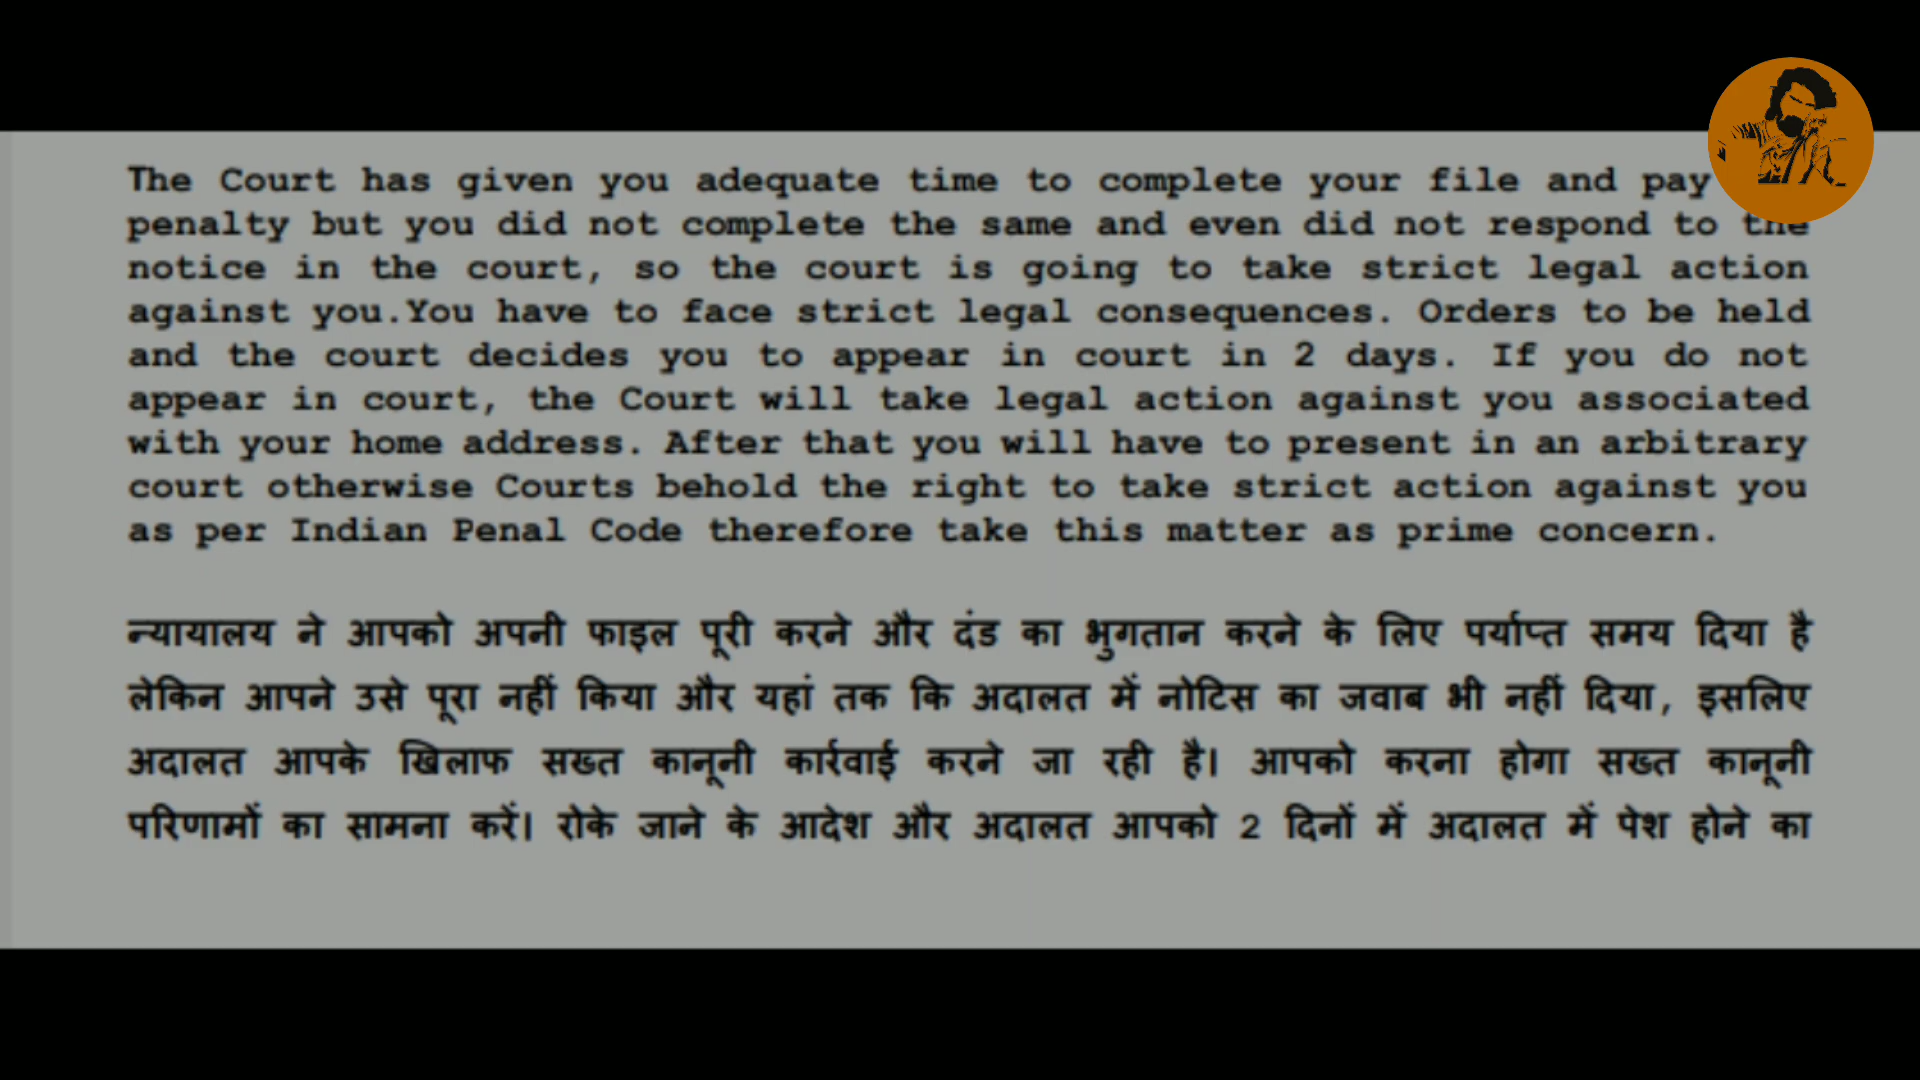 The Court has given you adequate time to complete your file and pay
penalty but you did not complete the same and even did not respond to the
notice in the court, so the court is going to take strict legal action
against you.You have to face strict legal consequences. Orders to be held
and the court decides you to appear in court in 2 days. If you do not
appear in court, the Court will take legal action against you associated
with your home address. After that you will have to present in an arbitrary
court otherwise Courts behold the right to take strict action against you
as per Indian Penal Code therefore take this matter as prime concern.
न्यायालय ने आपको अपनी फाइल पूरी करने और दंड का भुगतान करने के लिए पर्याप्त समय दिया है
लेकिन आपने उसे पूरा नहीं किया और यहां तक कि अदालत में नोटिस का जवाब भी नहीं दिया, इसलिए
अदालत आपके खिलाफ सख्त कानूनी कार्रवाई करने जा रही है। आपको करना होगा सख्त कानूनी
परिणामों का सामना करें। रोके जाने के आदेश और अदालत आपको 2 दिनों में अदालत में पेश होने का